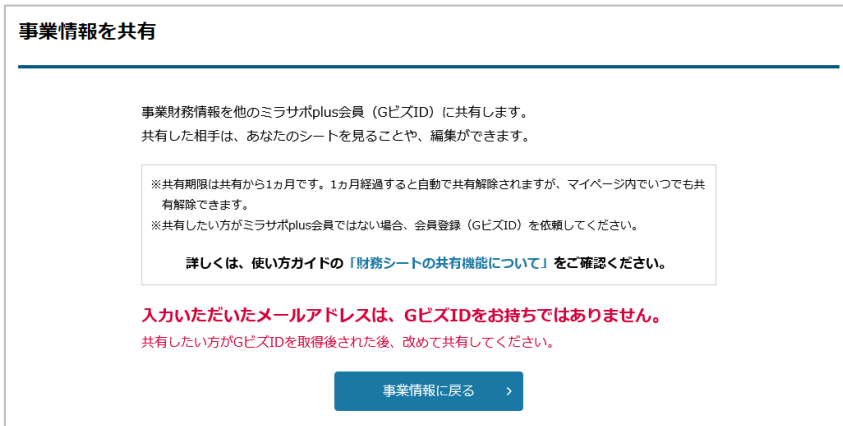 事業情報を共有
事業財務情報を他のミラサポplus会員（GビズID）に共有します。
共有した相手は、あなたのシートを見ることや、編集ができます。
※共有期限は共有から1ヵ月です。1ヵ月経過すると自動で共有解除されますが、マイページ内でいつでも共
有解除できます。
※共有したい方がミラサポplus会員ではない場合、会員登録（GビズID）を依頼してください。
詳しくは、使い方ガイドの「財務シートの共有機能について」をご確認ください。
入力いただいたメールアドレスは、GビズIDをお持ちではありません。
共有したい方がGビズIDを取得後された後、改めて共有してください。
事業情報に戻る